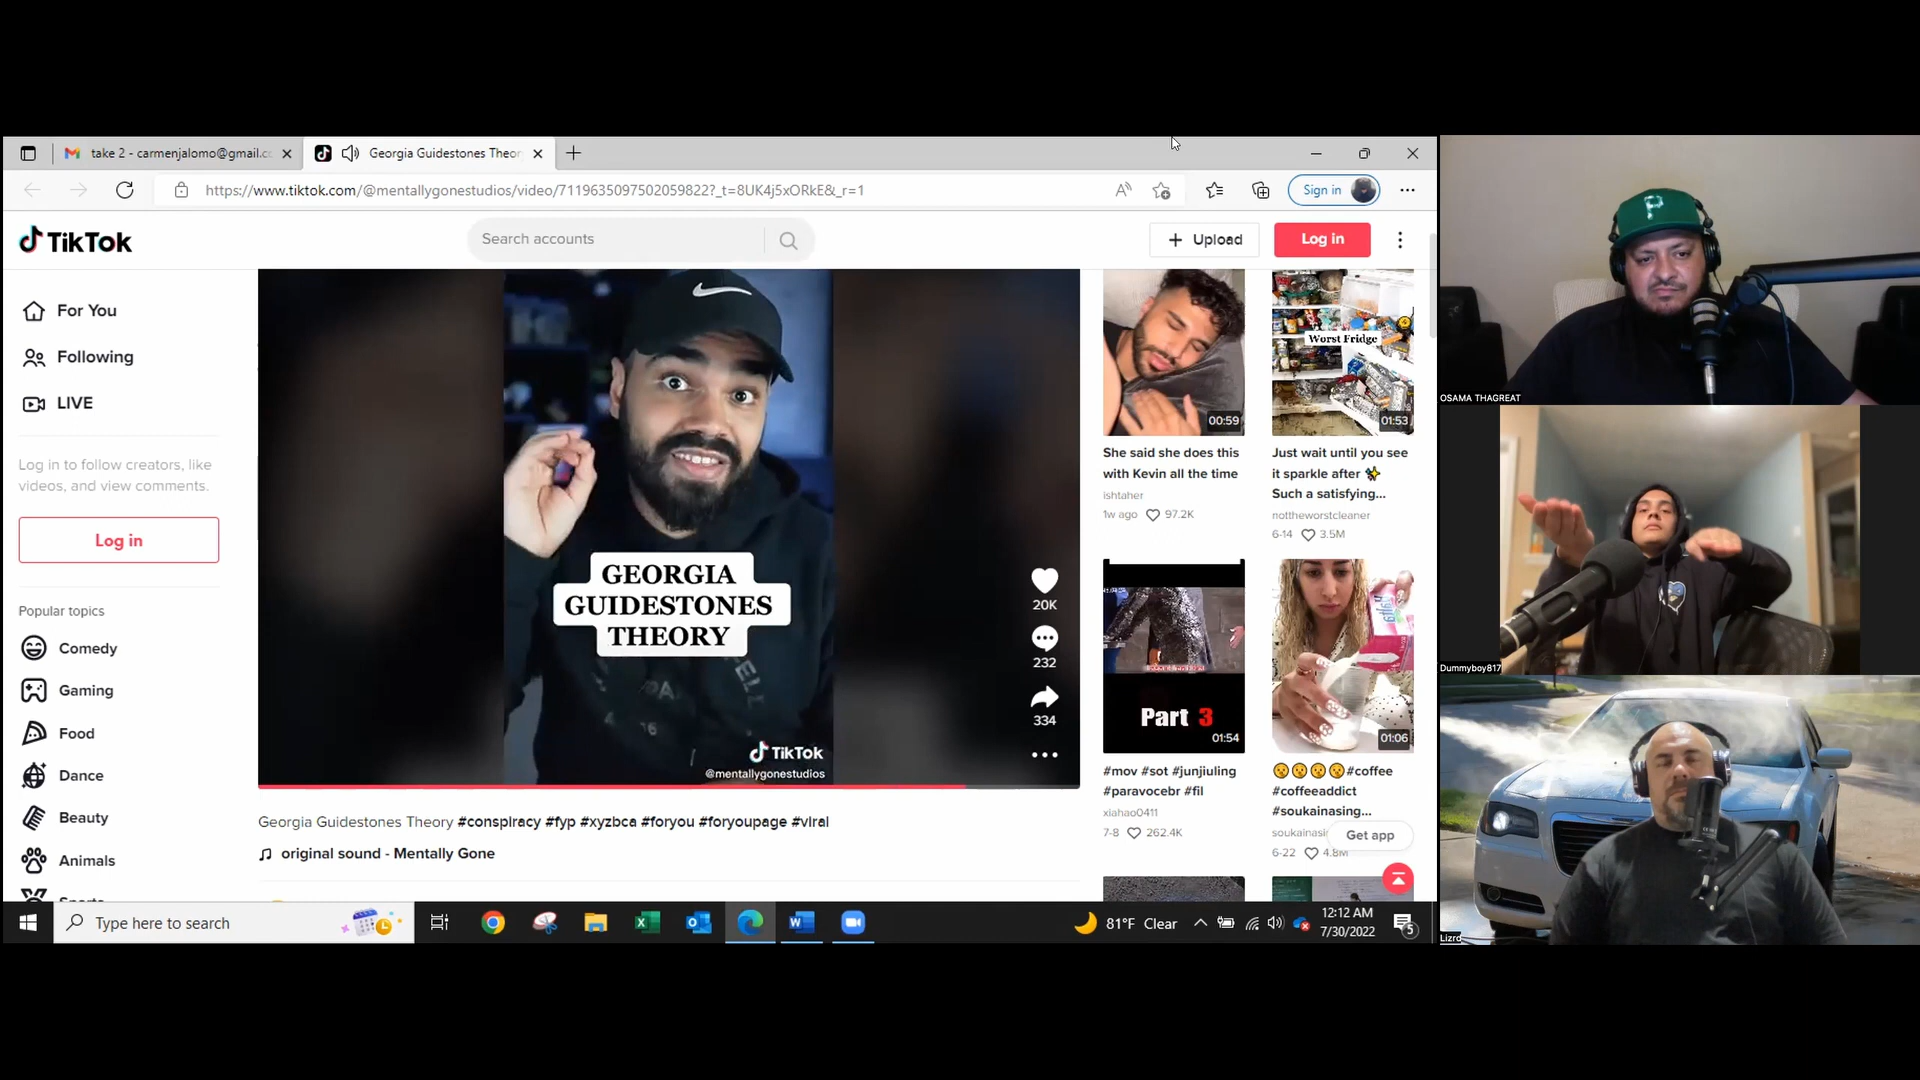 take 2 - carmenjalomo@gmail.c
Georgia Guidestones Theor
https://www.tiktok.com/@mentallygonestudios/video/7119635097502059822?_t=8UK4j5xORkE&_r=1
Sign in
TikTok
Search accounts
Upload
Log in
For You
Following
LIVE
Log in to follow creators, like
videos, and view comments.
Log in
Popular topics
Comedy
Gaming
Food
Dance
Beauty
Animals
Sports
GEORGIA
GUIDESTONES
THEORY
20K
232
334
TikTok
@mentallygonestudios
Georgia Guidestones Theory #conspiracy #fyp #xyzbca #foryou #foryoupage #viral
original sound - Mentally Gone
00:59
She said she does this
with Kevin all the time
ishtaher
1w ago 97.2K
Worst Fridge
01:53
Just wait until you see
it sparkle after ✨
Such a satisfying...
nottheworstcleaner
6-14 3.5M
Part 3
01:54
#mov #sot #junjiuling
#paravocebr #fil
xiahao0411
7-8 262.4K
01:06
#coffee
#coffeeaddict
#soukainasing...
soukainasi
6-22 4.8M
Get app
P
OSAMA THAGREAT
Dummyboy817
Lizrd
Type here to search
81°F Clear
12:12 AM
7/30/2022
5